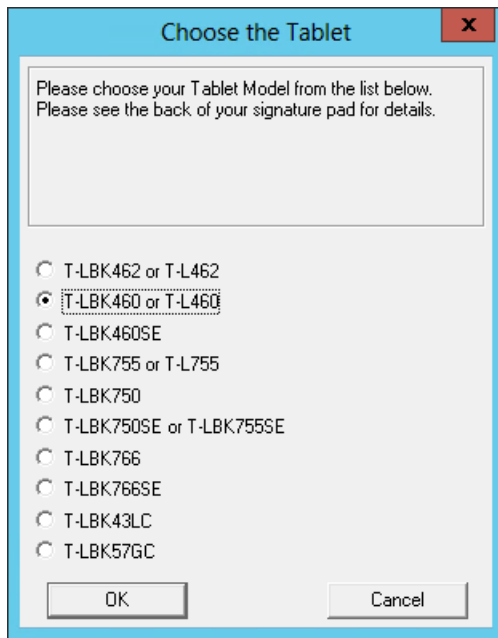 Choose the Tablet
x
Please choose your Tablet Model from the list below.
Please see the back of your signature pad for details.
T-LBK462 or T-L462
T-LBK460 or T-L460
T-LBK460SE
T-LBK755 or T-L755
T-LBK750
T-LBK750SE or T-LBK755SE
T-LBK766
T-LBK766SE
T-LBK43LC
T-LBK57GC
OK
Cancel